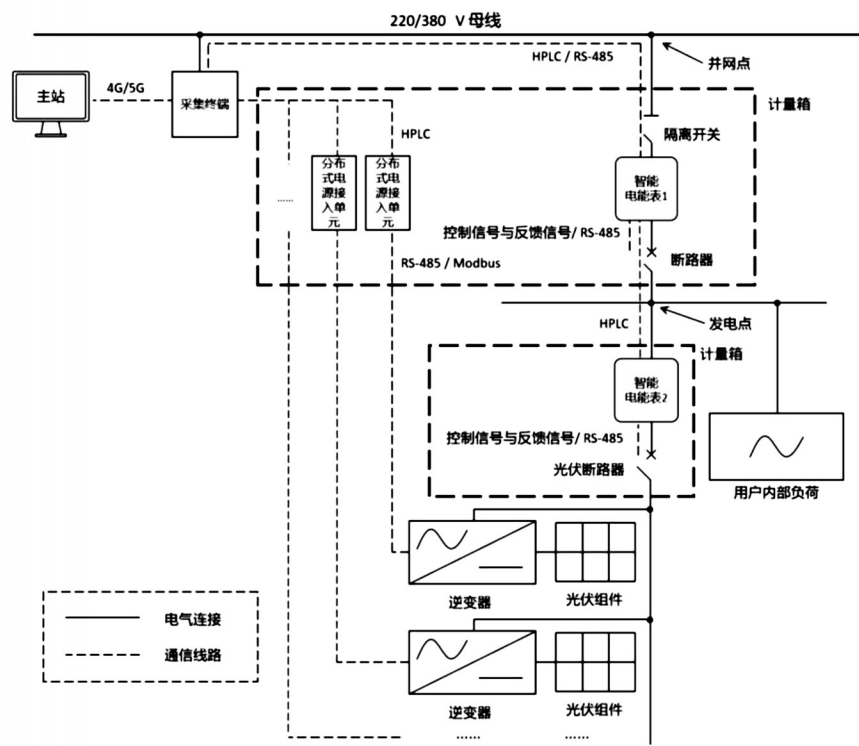 220/380 V 母线
HPLC / RS-485
并网点
主站
4G/5G
采集终端
计量箱
HPLC
隔离开关
分布
式电
源接
入单
元
分布
式电
源接
入单
元
......
智能
电能表1
控制信号与反馈信号/ RS-485
断路器
RS-485 / Modbus
HPLC
发电点
计量箱
智能
电能表2
控制信号与反馈信号/ RS-485
光伏断路器
用户内部负荷
逆变器
光伏组件
电气连接
通信线路
逆变器
光伏组件
......
......